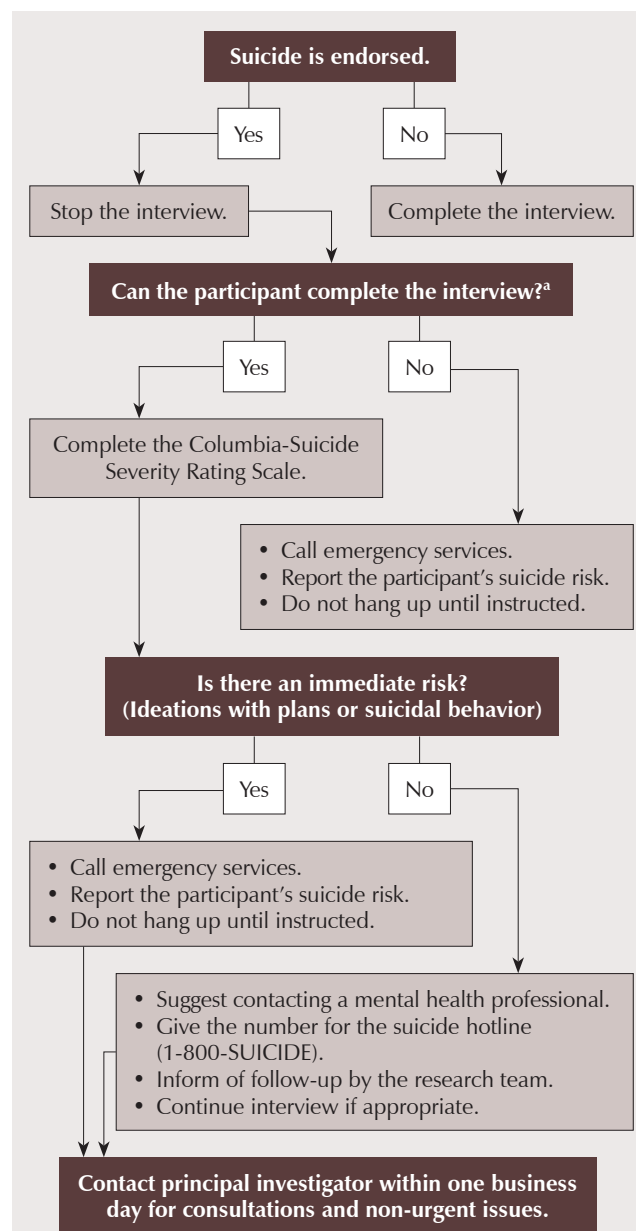 Suicide is endorsed.
Yes
No
Stop the interview.
Complete the interview.
Can the participant complete the interview?ᵃ
Yes
No
Complete the Columbia-Suicide
Severity Rating Scale.
• Call emergency services.
• Report the participant’s suicide risk.
• Do not hang up until instructed.
Is there an immediate risk?
(Ideations with plans or suicidal behavior)
Yes
No
• Call emergency services.
• Report the participant’s suicide risk.
• Do not hang up until instructed.
• Suggest contacting a mental health professional.
• Give the number for the suicide hotline
(1-800-SUICIDE).
• Inform of follow-up by the research team.
• Continue interview if appropriate.
Contact principal investigator within one business
day for consultations and non-urgent issues.